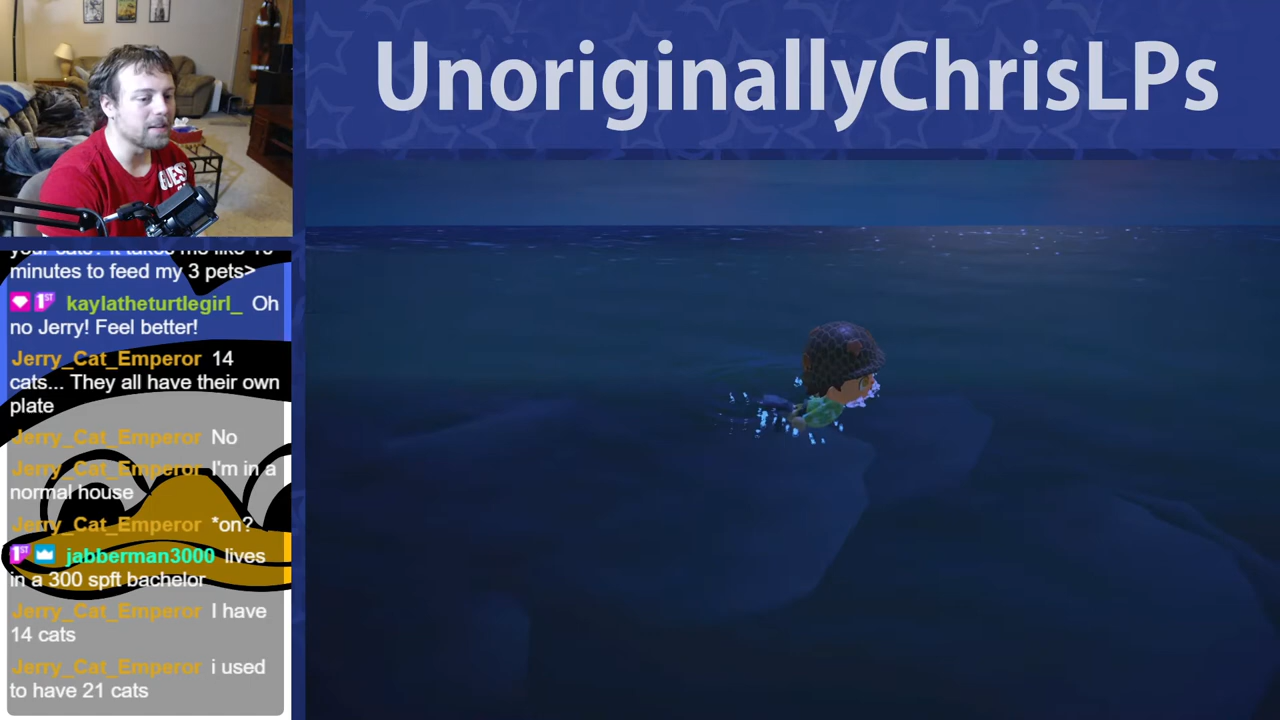 UnoriginallyChrisLPs
GUESS
minutes to feed my 3 pets>
kaylatheturtlegirl_ Oh
no Jerry! Feel better!
Jerry_Cat_Emperor 14
cats... They all have their own
plate
Jerry_Cat_Emperor No
Jerry_Cat_Emperor I'm in a
normal house
Jerry_Cat_Emperor *on?
1ST jabberman3000 lives
in a 300 spft bachelor
Jerry_Cat_Emperor I have
14 cats
Jerry_Cat_Emperor i used
to have 21 cats